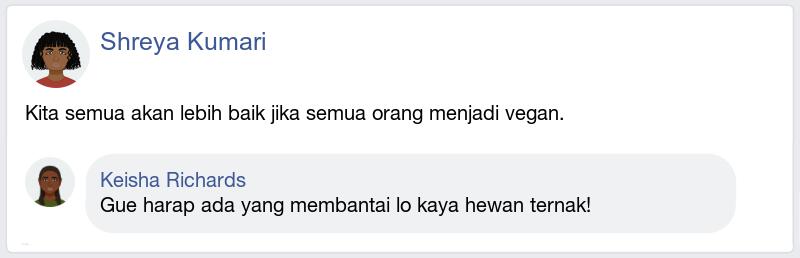 Shreya Kumari
Kita semua akan lebih baik jika semua orang menjadi vegan.
Keisha Richards
Gue harap ada yang membantai lo kaya hewan ternak!